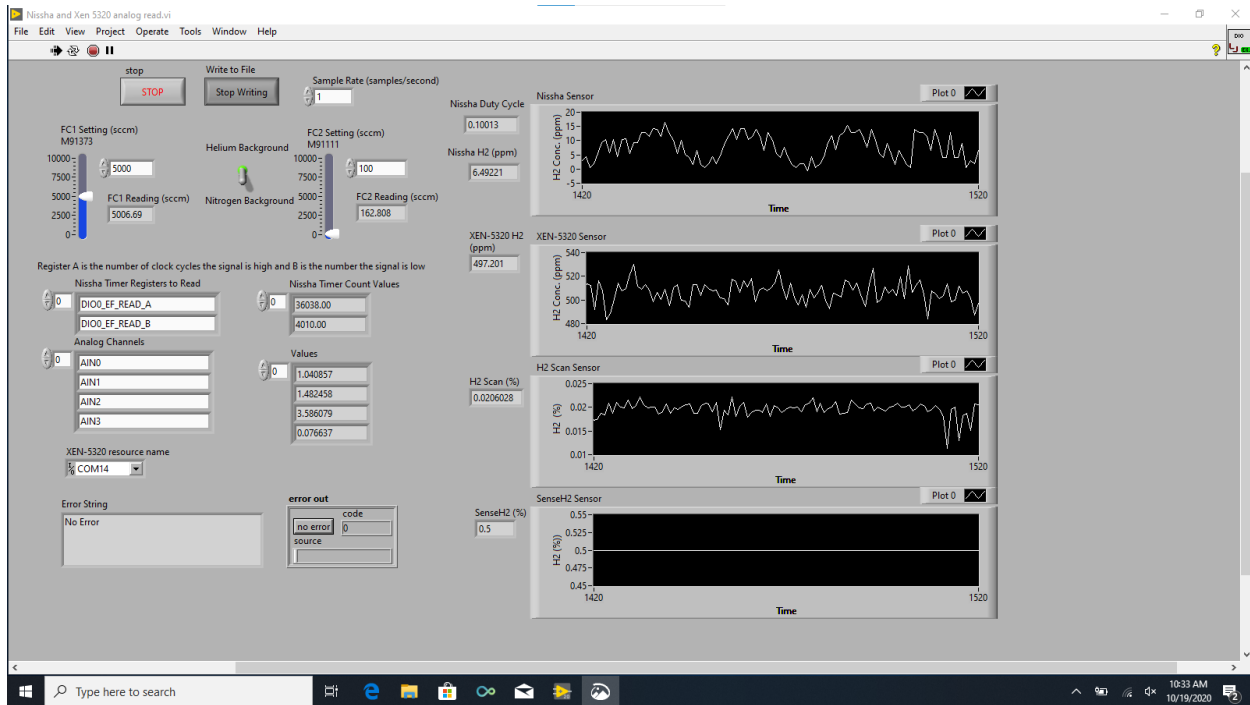 Nissha and Xen 5320 analog read.vi
File Edit View Project Operate Tools Window Help
DIO
stop
STOP
Write to File
Stop Writing
Sample Rate (samples/second)
1
FC1 Setting (sccm)
M91373
10000
7500
5000
2500
0
5000
FC1 Reading (sccm)
5006.69
Helium Background
Nitrogen Background
FC2 Setting (sccm)
M91111
10000
7500
5000
2500
0
100
FC2 Reading (sccm)
162.808
Register A is the number of clock cycles the signal is high and B is the number the signal is low
Nissha Timer Registers to Read
0
DIO0_EF_READ_A
DIO0_EF_READ_B
Nissha Timer Count Values
0
36038.00
4010.00
Analog Channels
0
AIN0
AIN1
AIN2
AIN3
Values
0
1.040857
1.482458
3.586079
0.076637
XEN-5320 resource name
COM14
Error String
No Error
error out
code
no error
0
source
Nissha Duty Cycle
0.10013
Nissha H2 (ppm)
6.49221
Nissha Sensor
Plot 0
H2 Conc. (ppm)
20
15
10
5
0
-5
1420
1520
Time
XEN-5320 H2
(ppm)
497.201
XEN-5320 Sensor
Plot 0
H2 Conc. (ppm)
540
520
500
480
1420
1520
Time
H2 Scan (%)
0.0206028
H2 Scan Sensor
Plot 0
H2 (%)
0.025
0.02
0.015
0.01
1420
1520
Time
SenseH2 (%)
0.5
SenseH2 Sensor
Plot 0
H2 (%))
0.55
0.525
0.5
0.475
0.45
1420
1520
Time
Type here to search
10:33 AM
10/19/2020
2